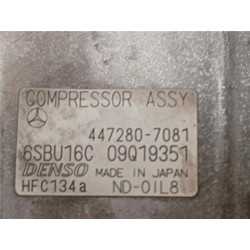 COMPRESSOR ASSY
447280-7081
6SBU16C 09Q19351
DENSO MADE IN JAPAN
HFC134a ND-OIL8